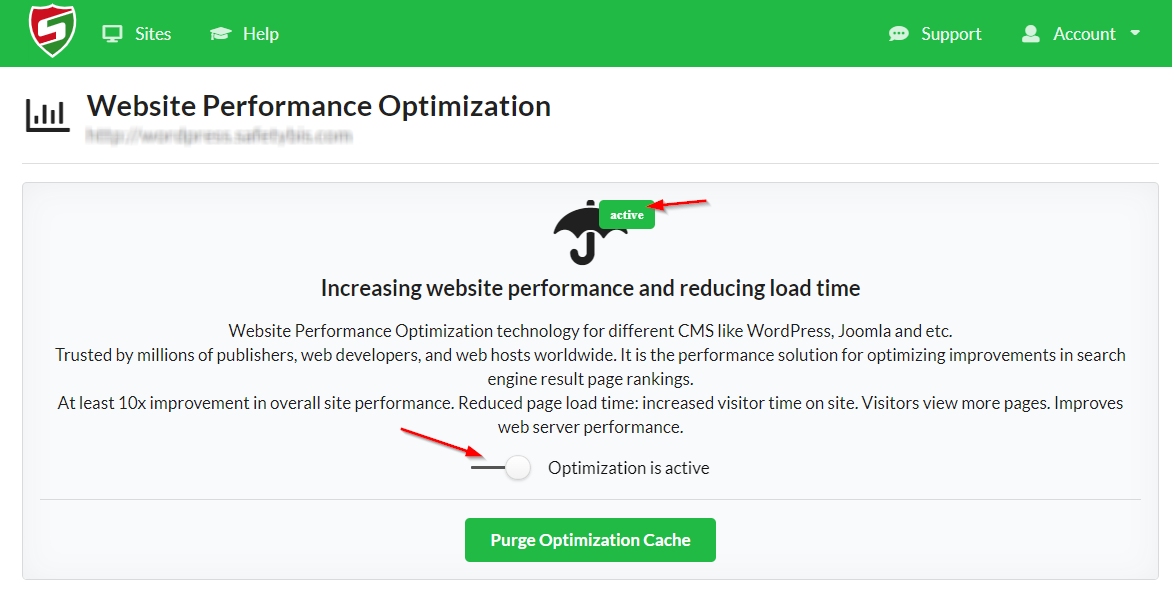 Sites
Help
Support
Account
Website Performance Optimization
active
Increasing website performance and reducing load time
Website Performance Optimization technology for different CMS like WordPress, Joomla and etc.
Trusted by millions of publishers, web developers, and web hosts worldwide. It is the performance solution for optimizing improvements in search
engine result page rankings.
At least 10x improvement in overall site performance. Reduced page load time: increased visitor time on site. Visitors view more pages. Improves
web server performance.
Optimization is active
Purge Optimization Cache